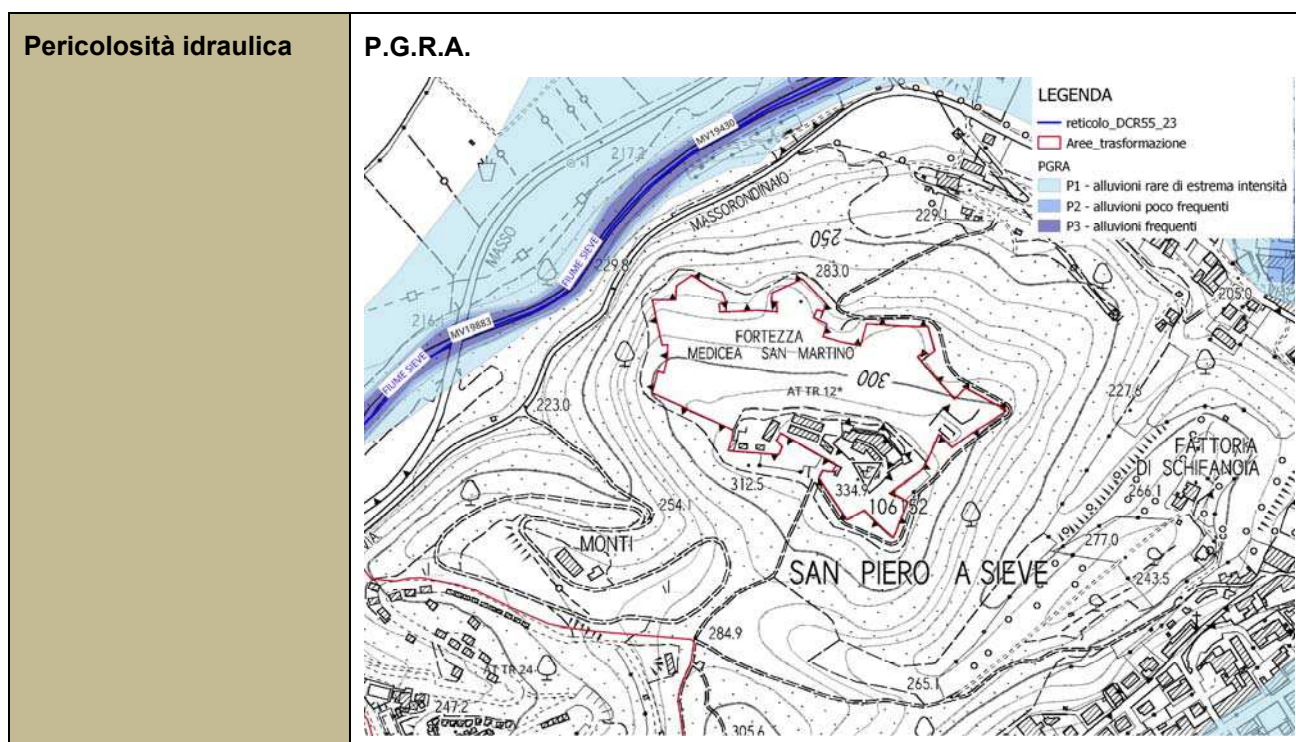 Pericolosità idraulica
P.G.R.A.
LEGENDA
reticolo_DCR55_23
Aree_trasformazione
PGRA
P1 - alluvioni rare di estrema intensità
P2 - alluvioni poco frequenti
P3 - alluvioni frequenti
MV19430
217.2
MASSORONDINAIO
229.1
250
MASSO
FIUME SIEVE
229.8
283.0
205.0
216.1
MV19883
FIUME SIEVE
FORTEZZA
MEDICEA SAN MARTINO
300
AT TR 12*
227.6
223.0
FATTORIA
DI SCHIFANOIA
266.1
312.5
334.9
106152
254.1
277.0
MONTI
SAN PIERO A SIEVE
243.5
284.9
AT TR 24
265.1
247.2
305.6